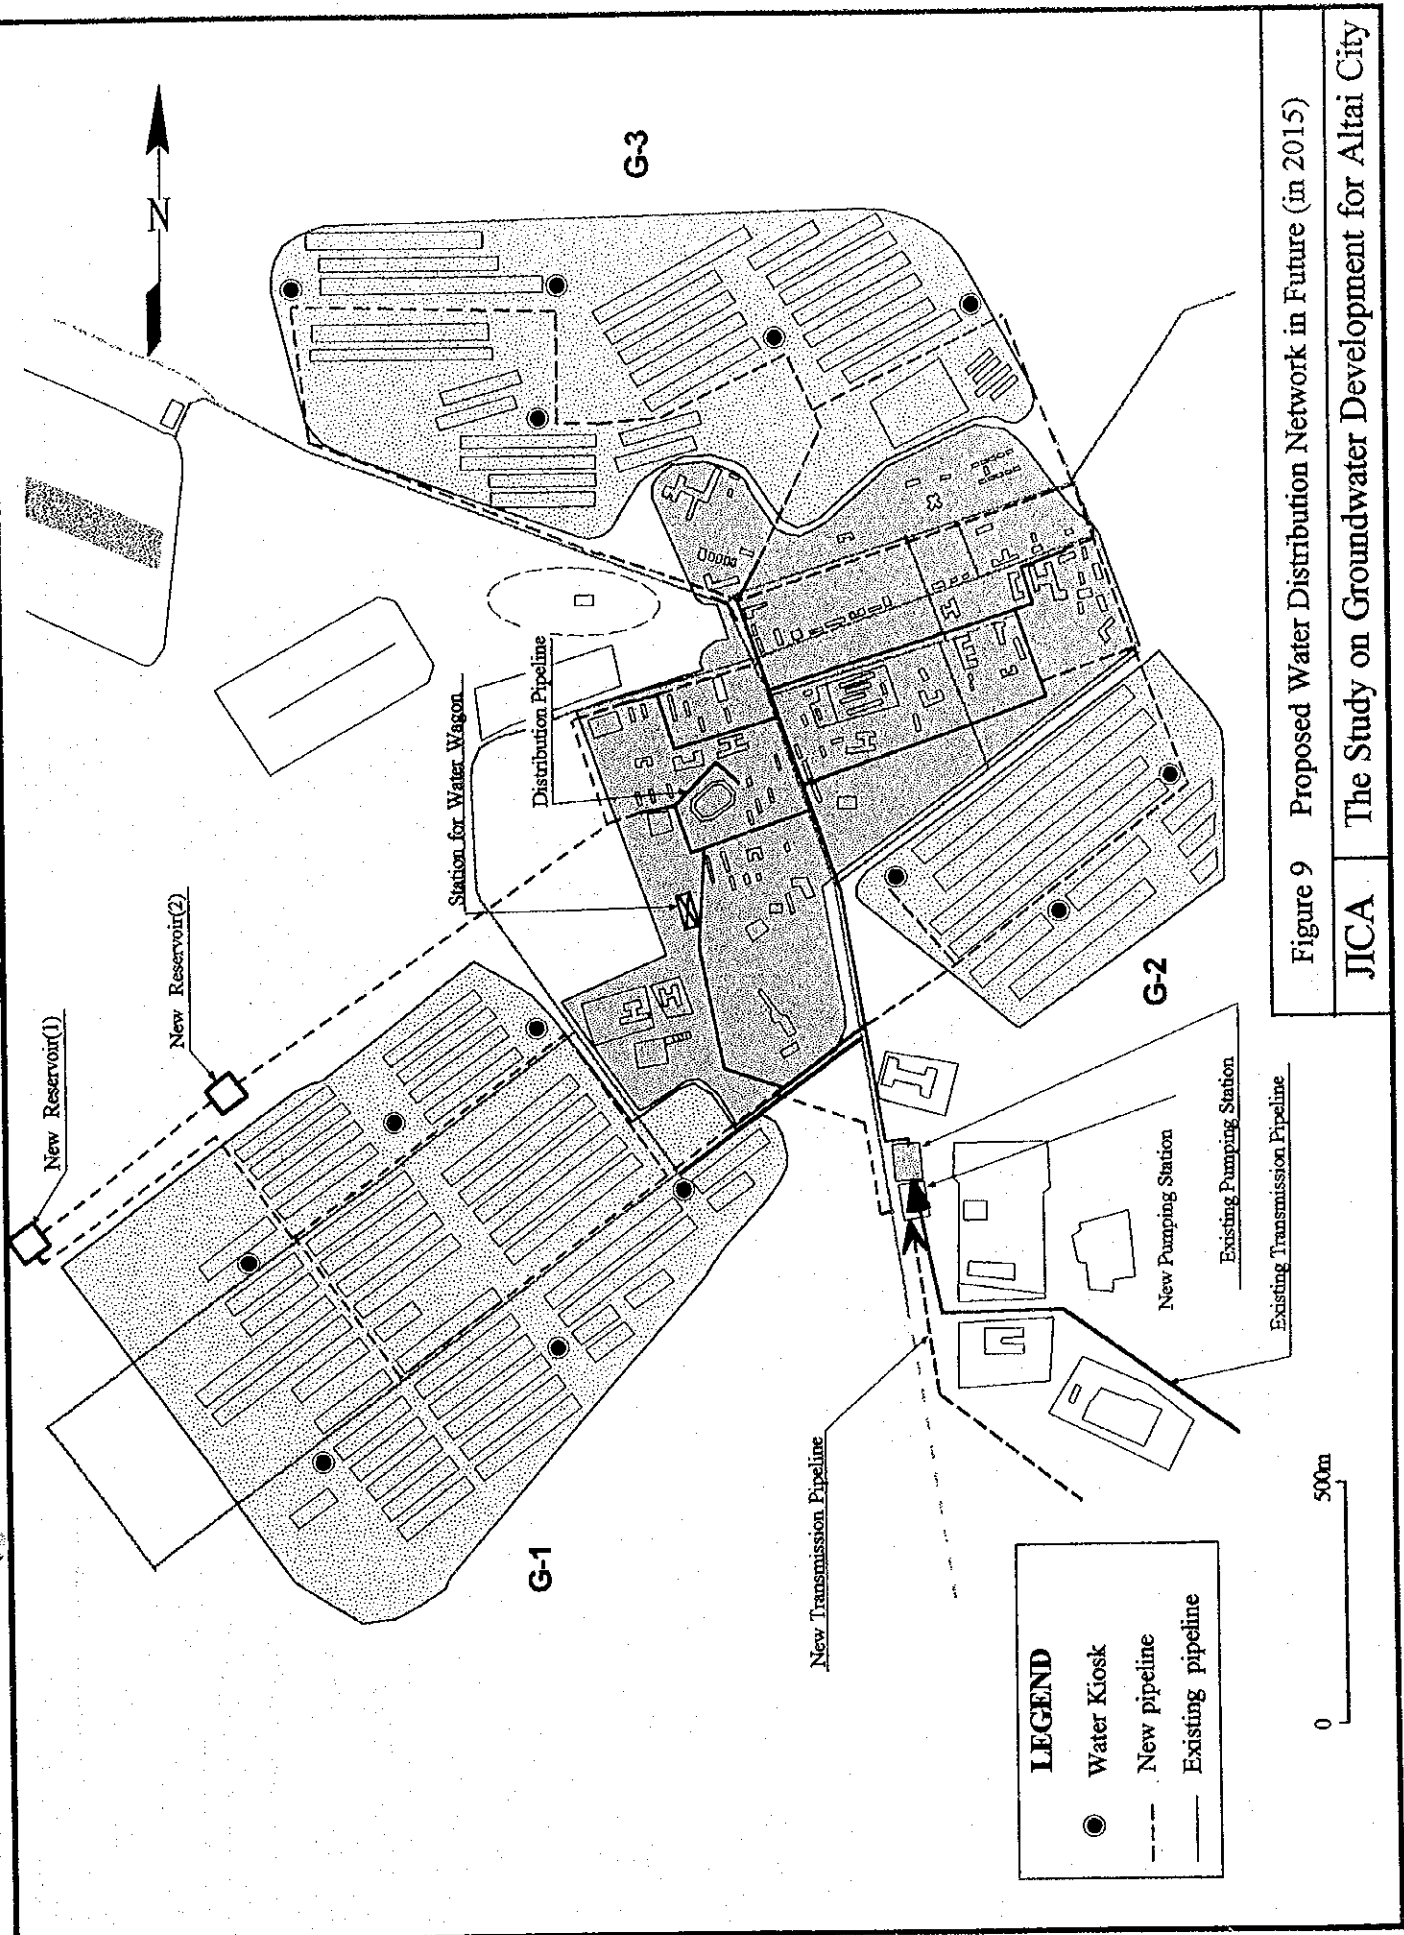 N
G-3
New Reservoir(1)
New Reservoir(2)
Station for Water Wagon
Distribution Pipeline
G-1
G-2
New Transmission Pipeline
New Pumping Station
Existing Pumping Station
Existing Transmission Pipeline
LEGEND
Water Kiosk
New pipeline
Existing pipeline
0
500m
Figure 9 Proposed Water Distribution Network in Future (in 2015)
JICA
The Study on Groundwater Development for Altai City